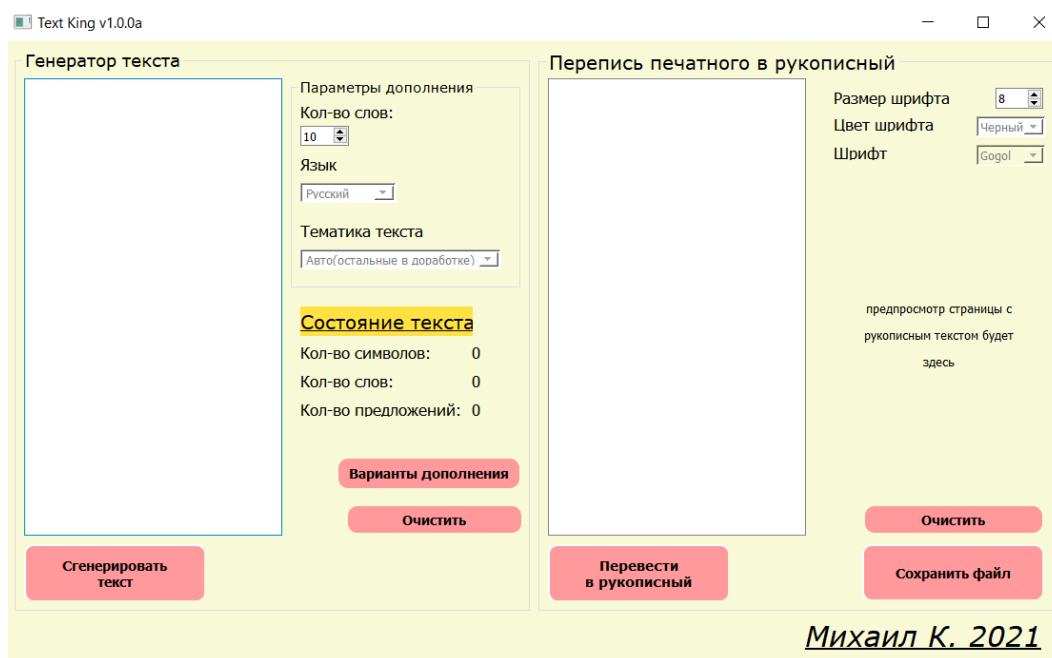 Text King v1.0.0a
Генератор текста
Параметры дополнения
Кол-во слов:
10
Язык
Русский
Тематика текста
Авто(остальные в доработке)
Состояние текста
Кол-во символов: 0
Кол-во слов: 0
Кол-во предложений: 0
Варианты дополнения
Очистить
Сгенерировать
текст
Перепись печатного в рукописный
Размер шрифта 8
Цвет шрифта Черный
Шрифт Gogol
предпросмотр страницы с
рукописным текстом будет
здесь
Очистить
Перевести
в рукописный
Сохранить файл
Михаил К. 2021